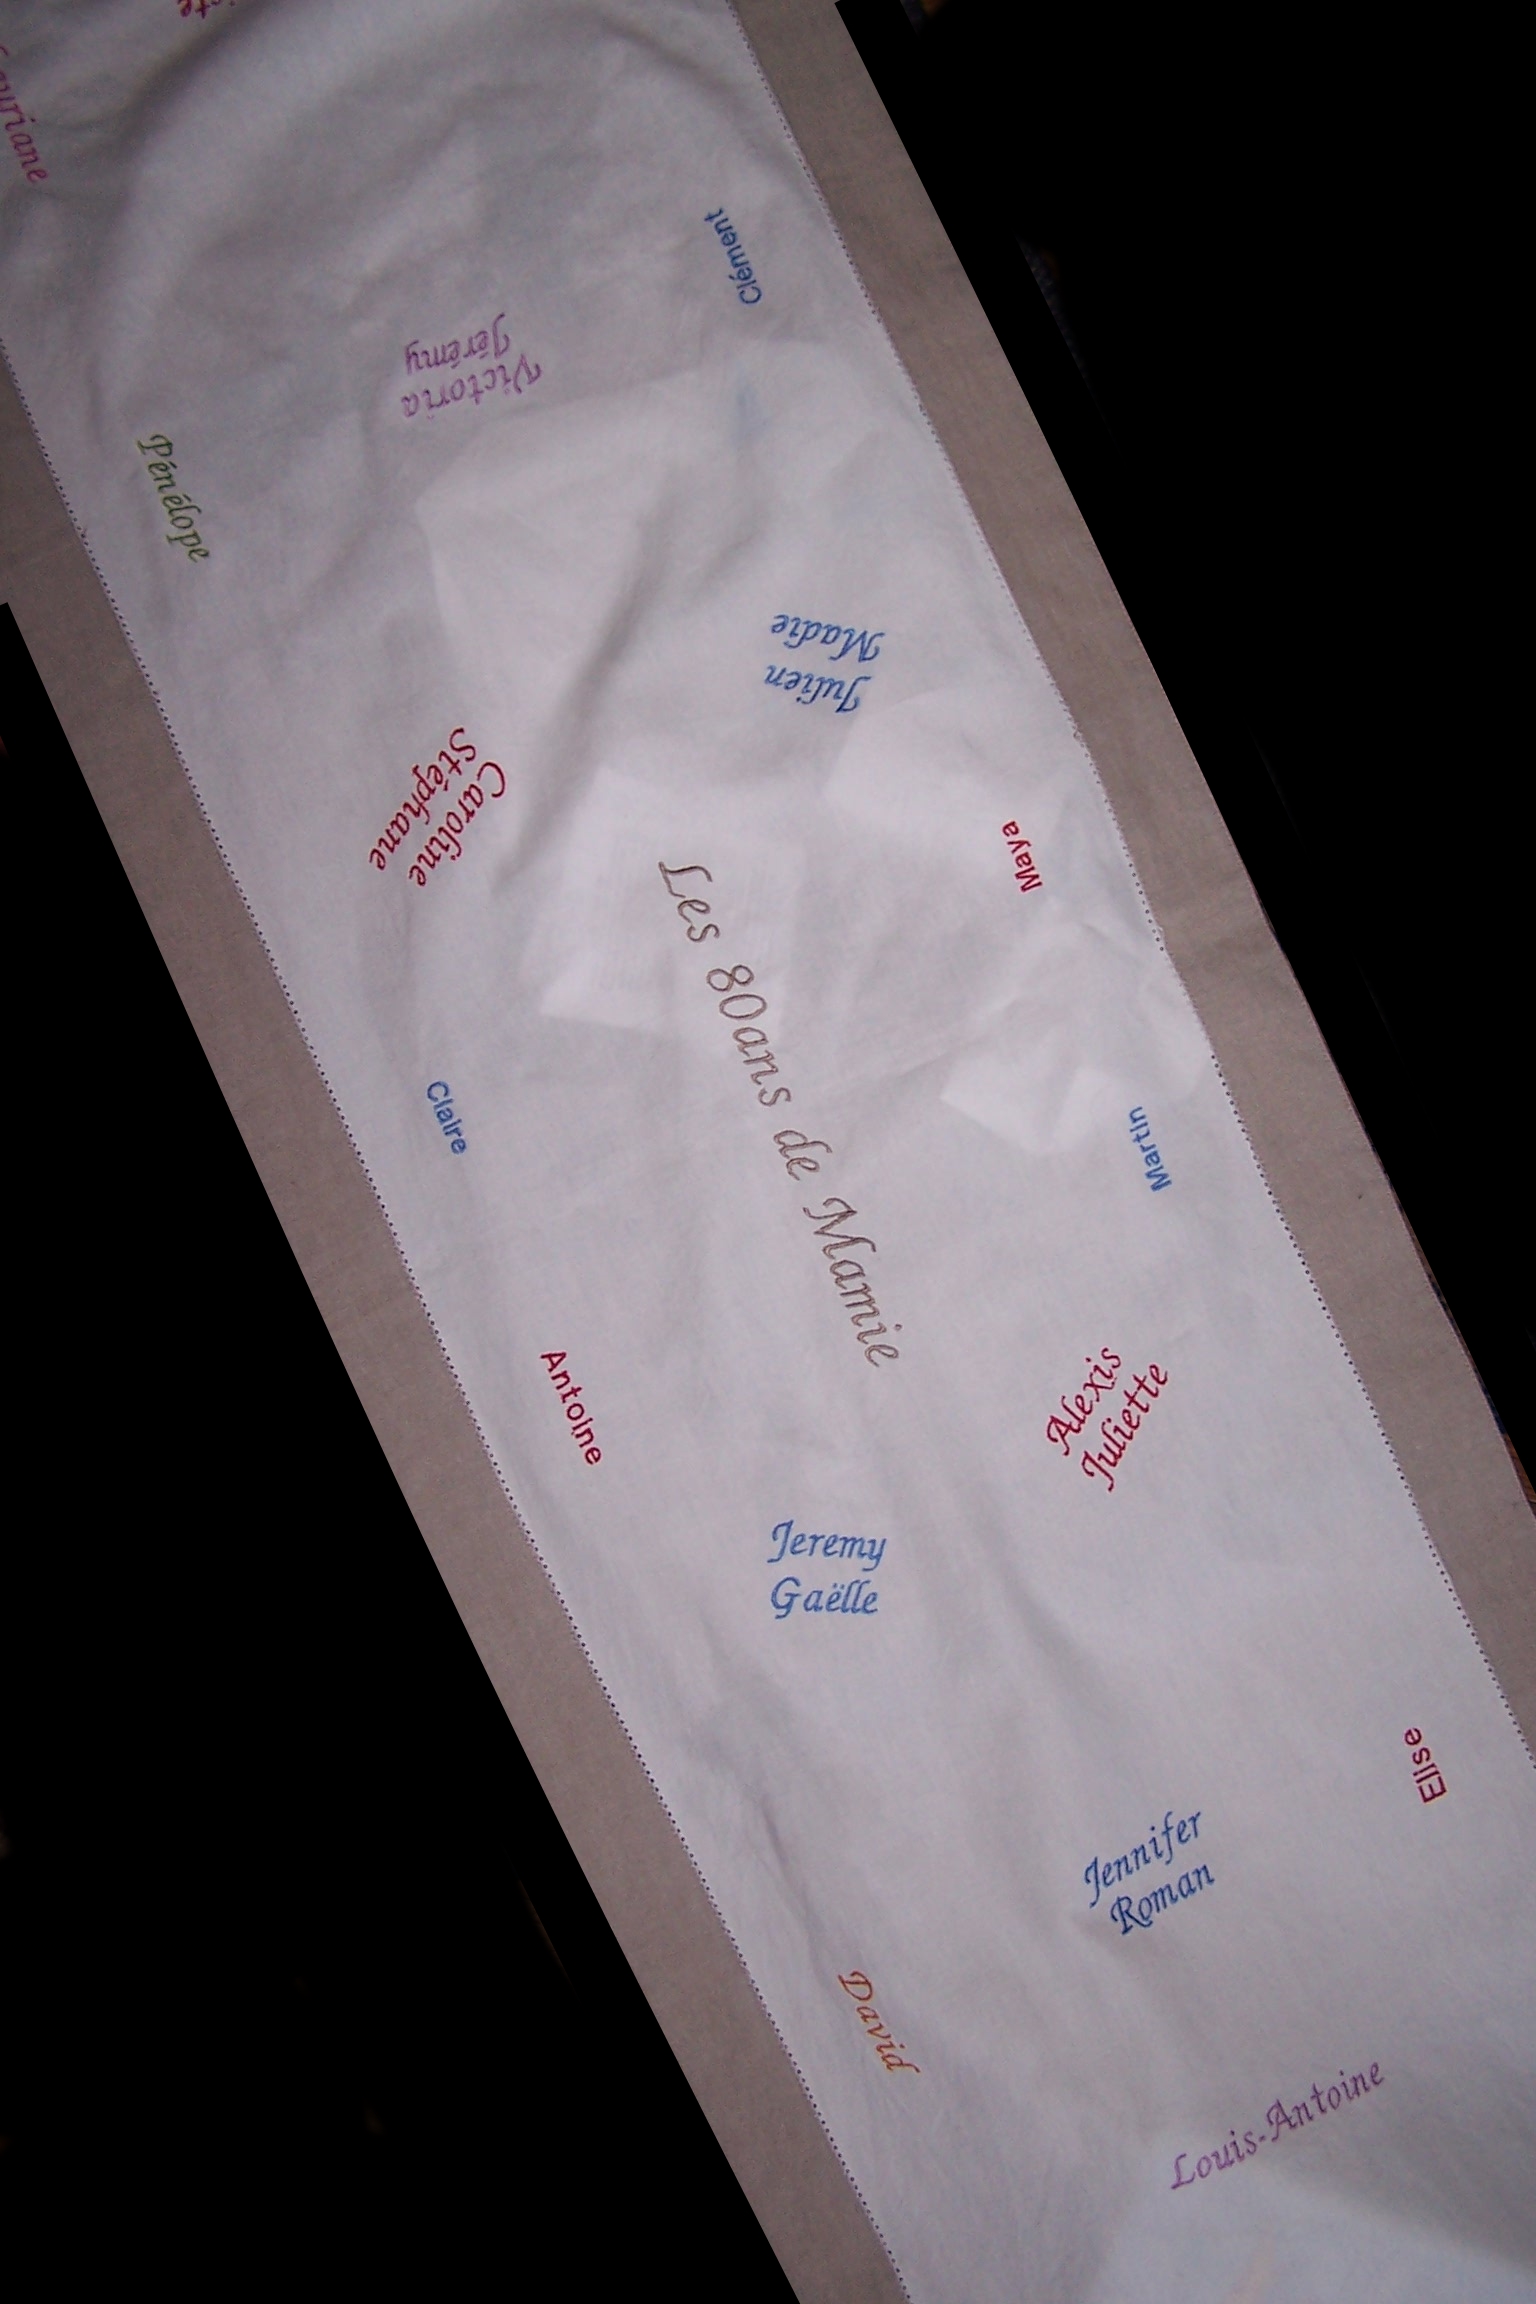 Clément
Victoria
Jérémy
Pénélope
Madie
Julien
Caroline
Stéphane
Maya
Les 80ans de Mamie
Claire
Martin
Antoine
Alexis
Juliette
Jeremy
Gaëlle
Elise
Jennifer
Roman
David
Louis-Antoine